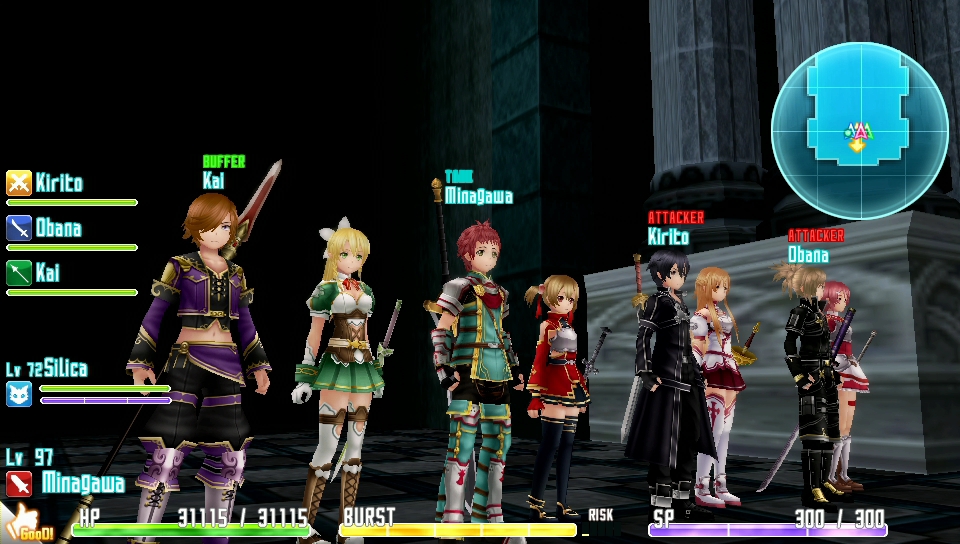 BUFFER
Kai
TANK
Minagawa
ATTACKER
Kirito
ATTACKER
Obana
Kirito
Obana
Kai
Lv 72 Silica
Lv 97
Minagawa
GooD!
HP 31115 / 31115 BURST RISK SP 300 / 300